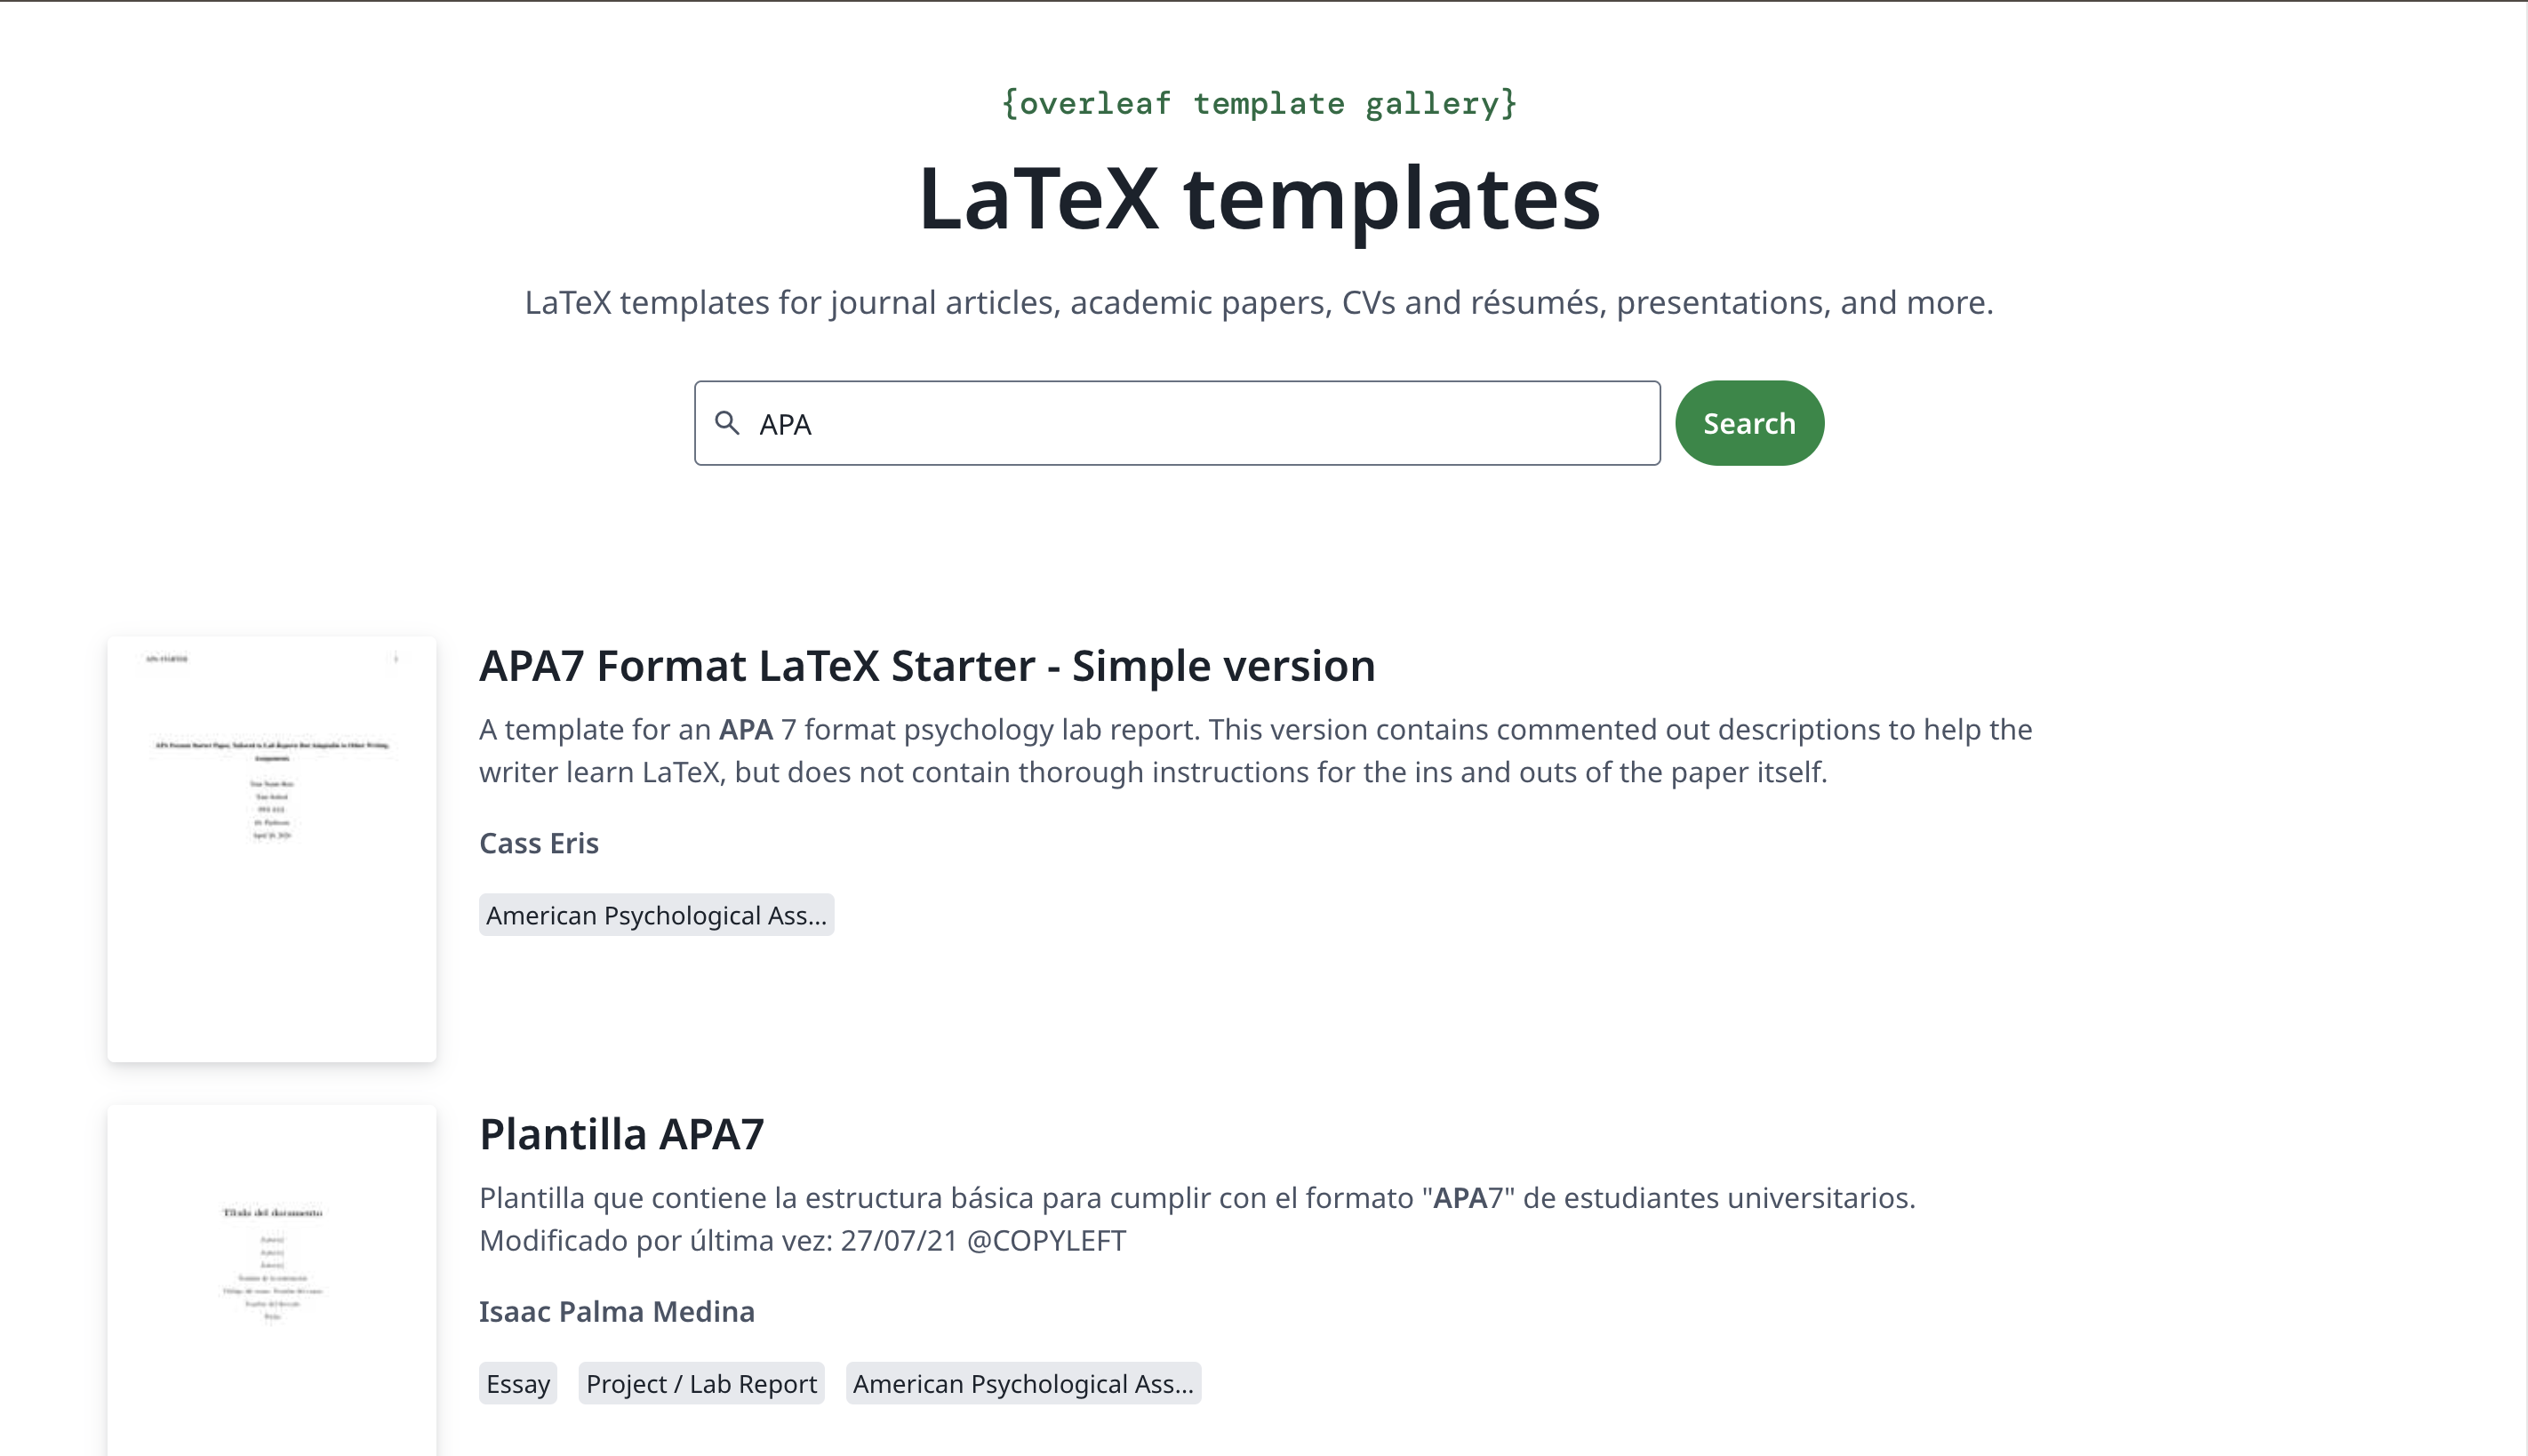 {overleaf template gallery}
LaTeX templates
LaTeX templates for journal articles, academic papers, CVs and résumés, presentations, and more.
APA
Search
APA7 Format LaTeX Starter - Simple version
A template for an APA 7 format psychology lab report. This version contains commented out descriptions to help the
writer learn LaTeX, but does not contain thorough instructions for the ins and outs of the paper itself.
Cass Eris
American Psychological Ass...
Plantilla APA7
Plantilla que contiene la estructura básica para cumplir con el formato "APA7" de estudiantes universitarios.
Modificado por última vez: 27/07/21 @COPYLEFT
Isaac Palma Medina
Essay
Project / Lab Report
American Psychological Ass...
Título del documento